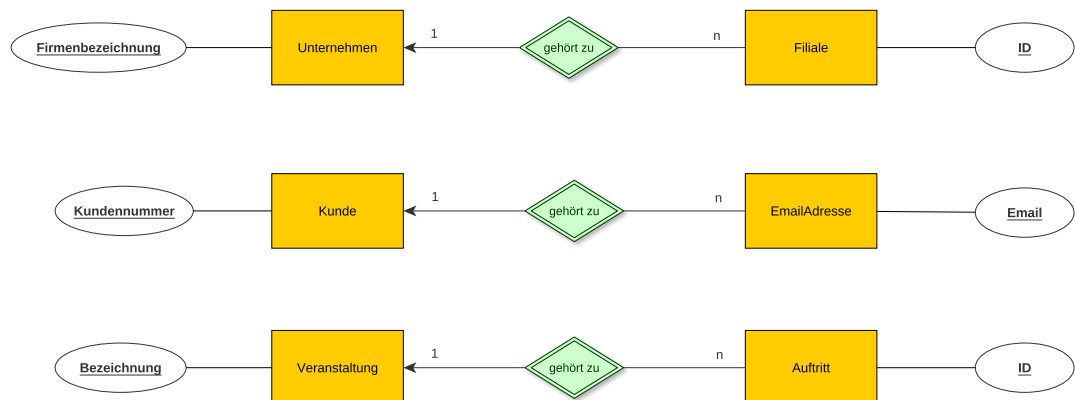 Firmenbezeichnung Unternehmen 1 gehört zu n Filiale ID
Kundennummer Kunde 1 gehört zu n EmailAdresse Email
Bezeichnung Veranstaltung 1 gehört zu n Auftritt ID